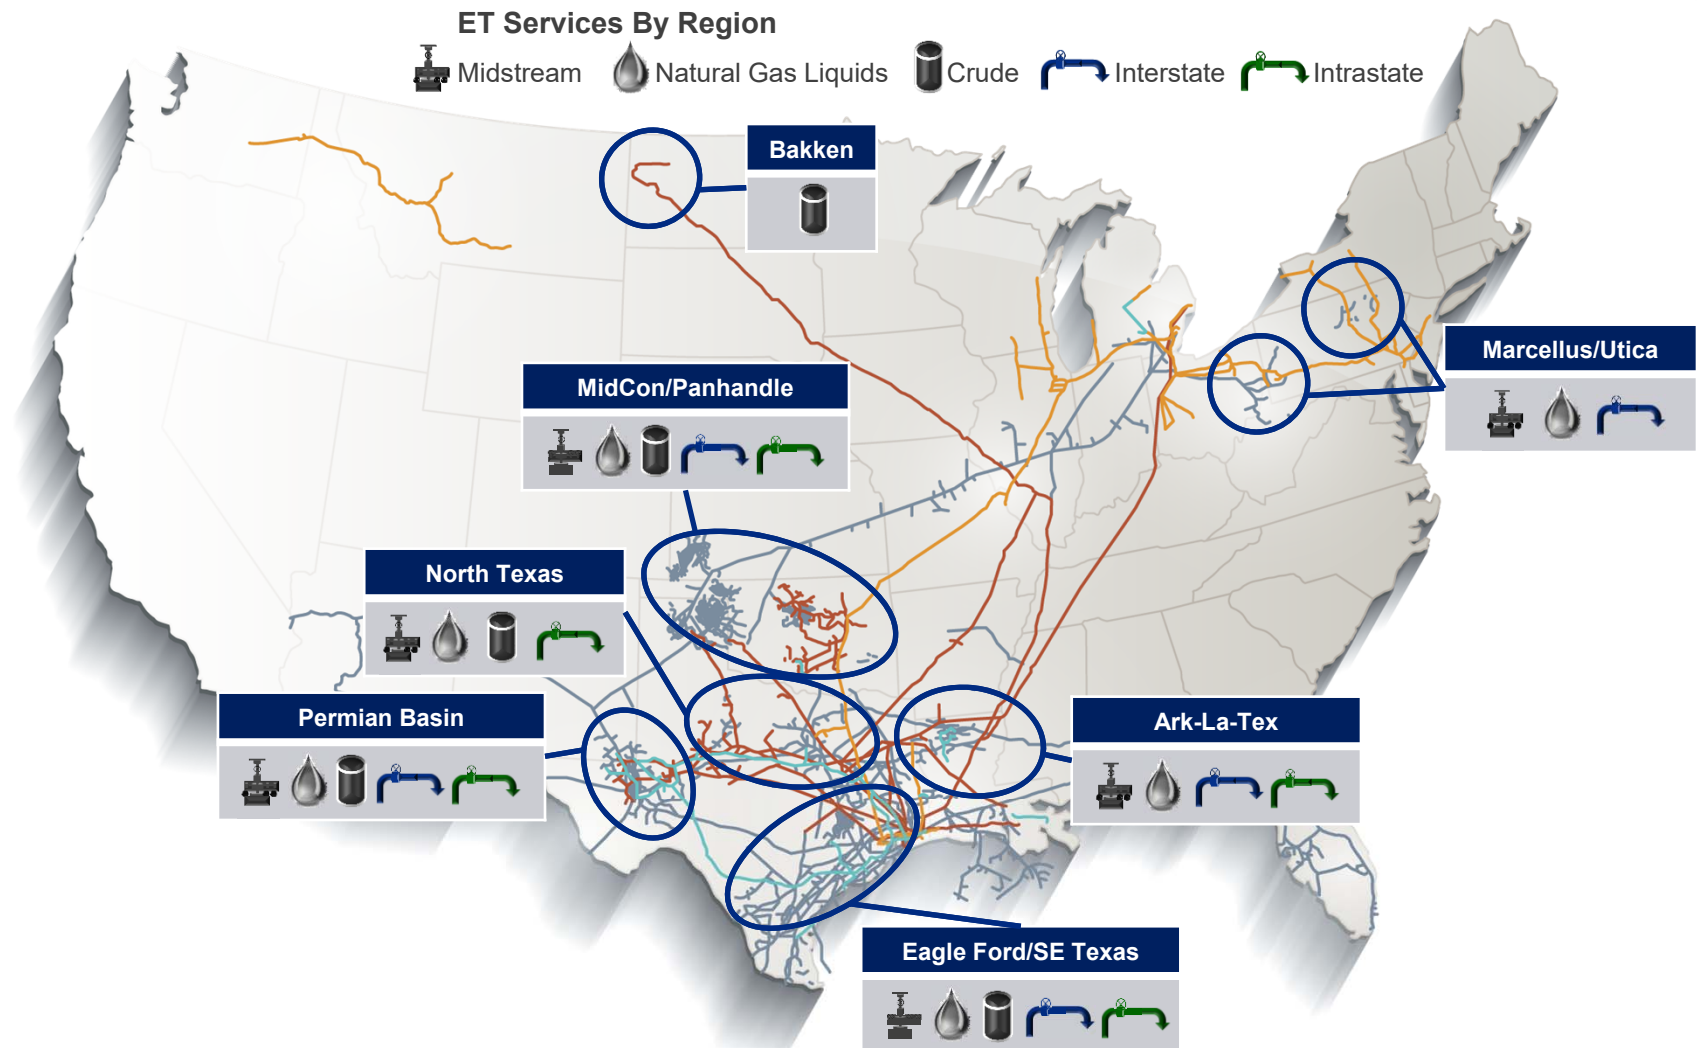 ET Services By Region
Midstream Natural Gas Liquids Crude Interstate Intrastate
Bakken
Marcellus/Utica
MidCon/Panhandle
North Texas
Permian Basin
Ark-La-Tex
Eagle Ford/SE Texas